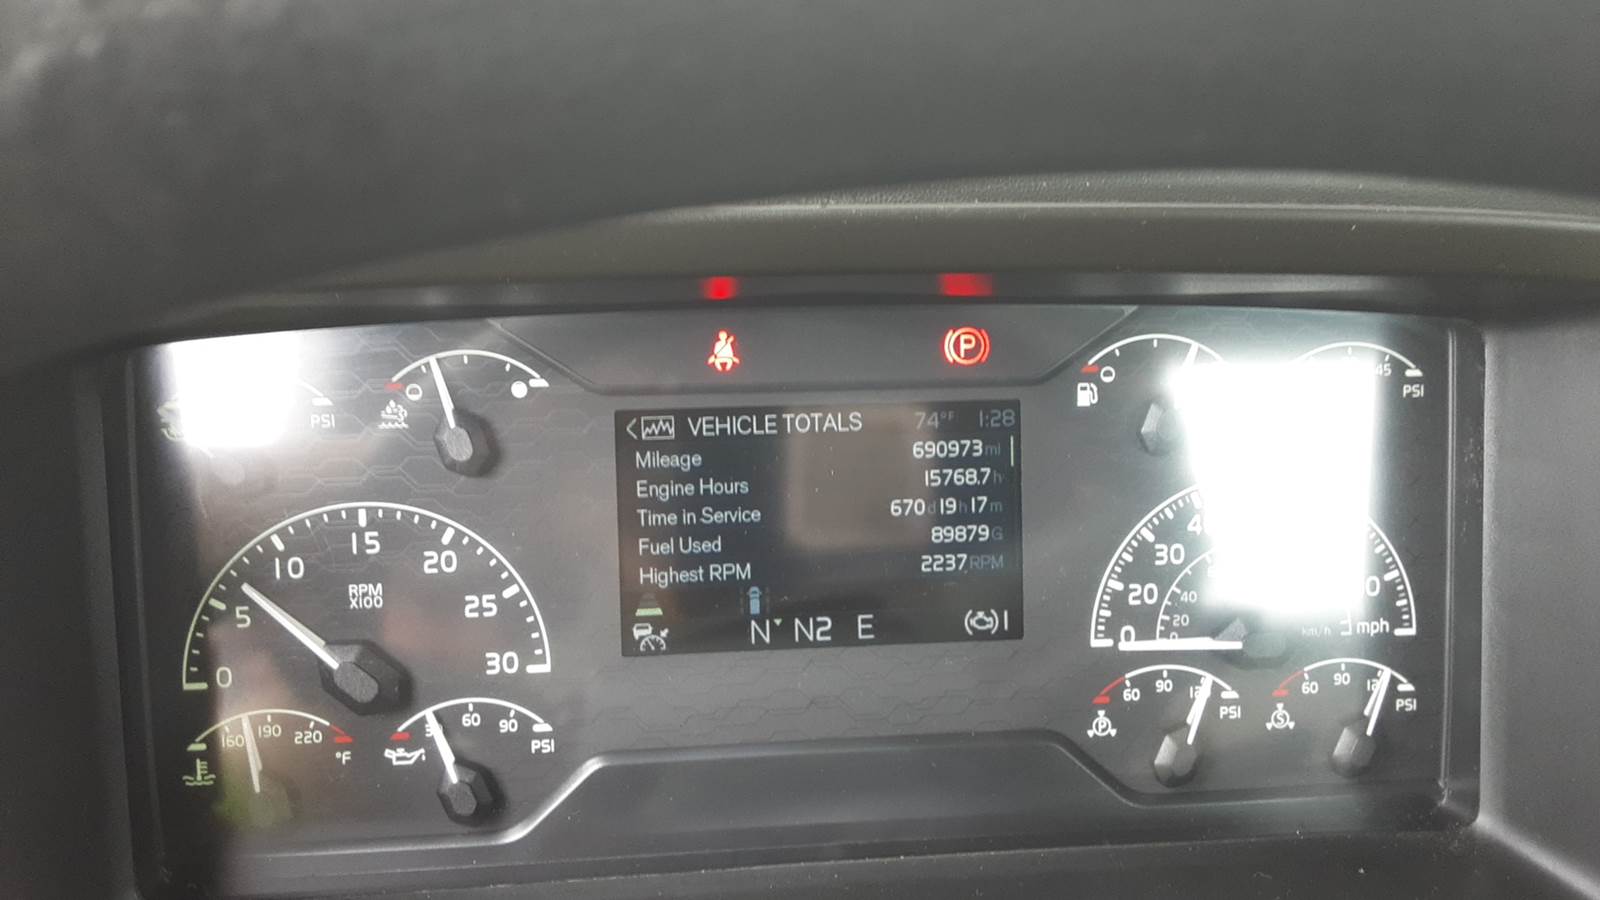 VEHICLE TOTALS 74°F 1:28
Mileage 690973 mi
Engine Hours 15768.7 h
Time in Service 670 d 19 h 17 m
Fuel Used 89879 G
Highest RPM 2237 RPM
N N2 E
P
PSI
45
PSI
0 5 10 15 20 25 30
RPM
X100
20 30
20 40
km/h
mph
160 190 220
°F
60 90
PSI
60 90
PSI
P
60 90
PSI
S